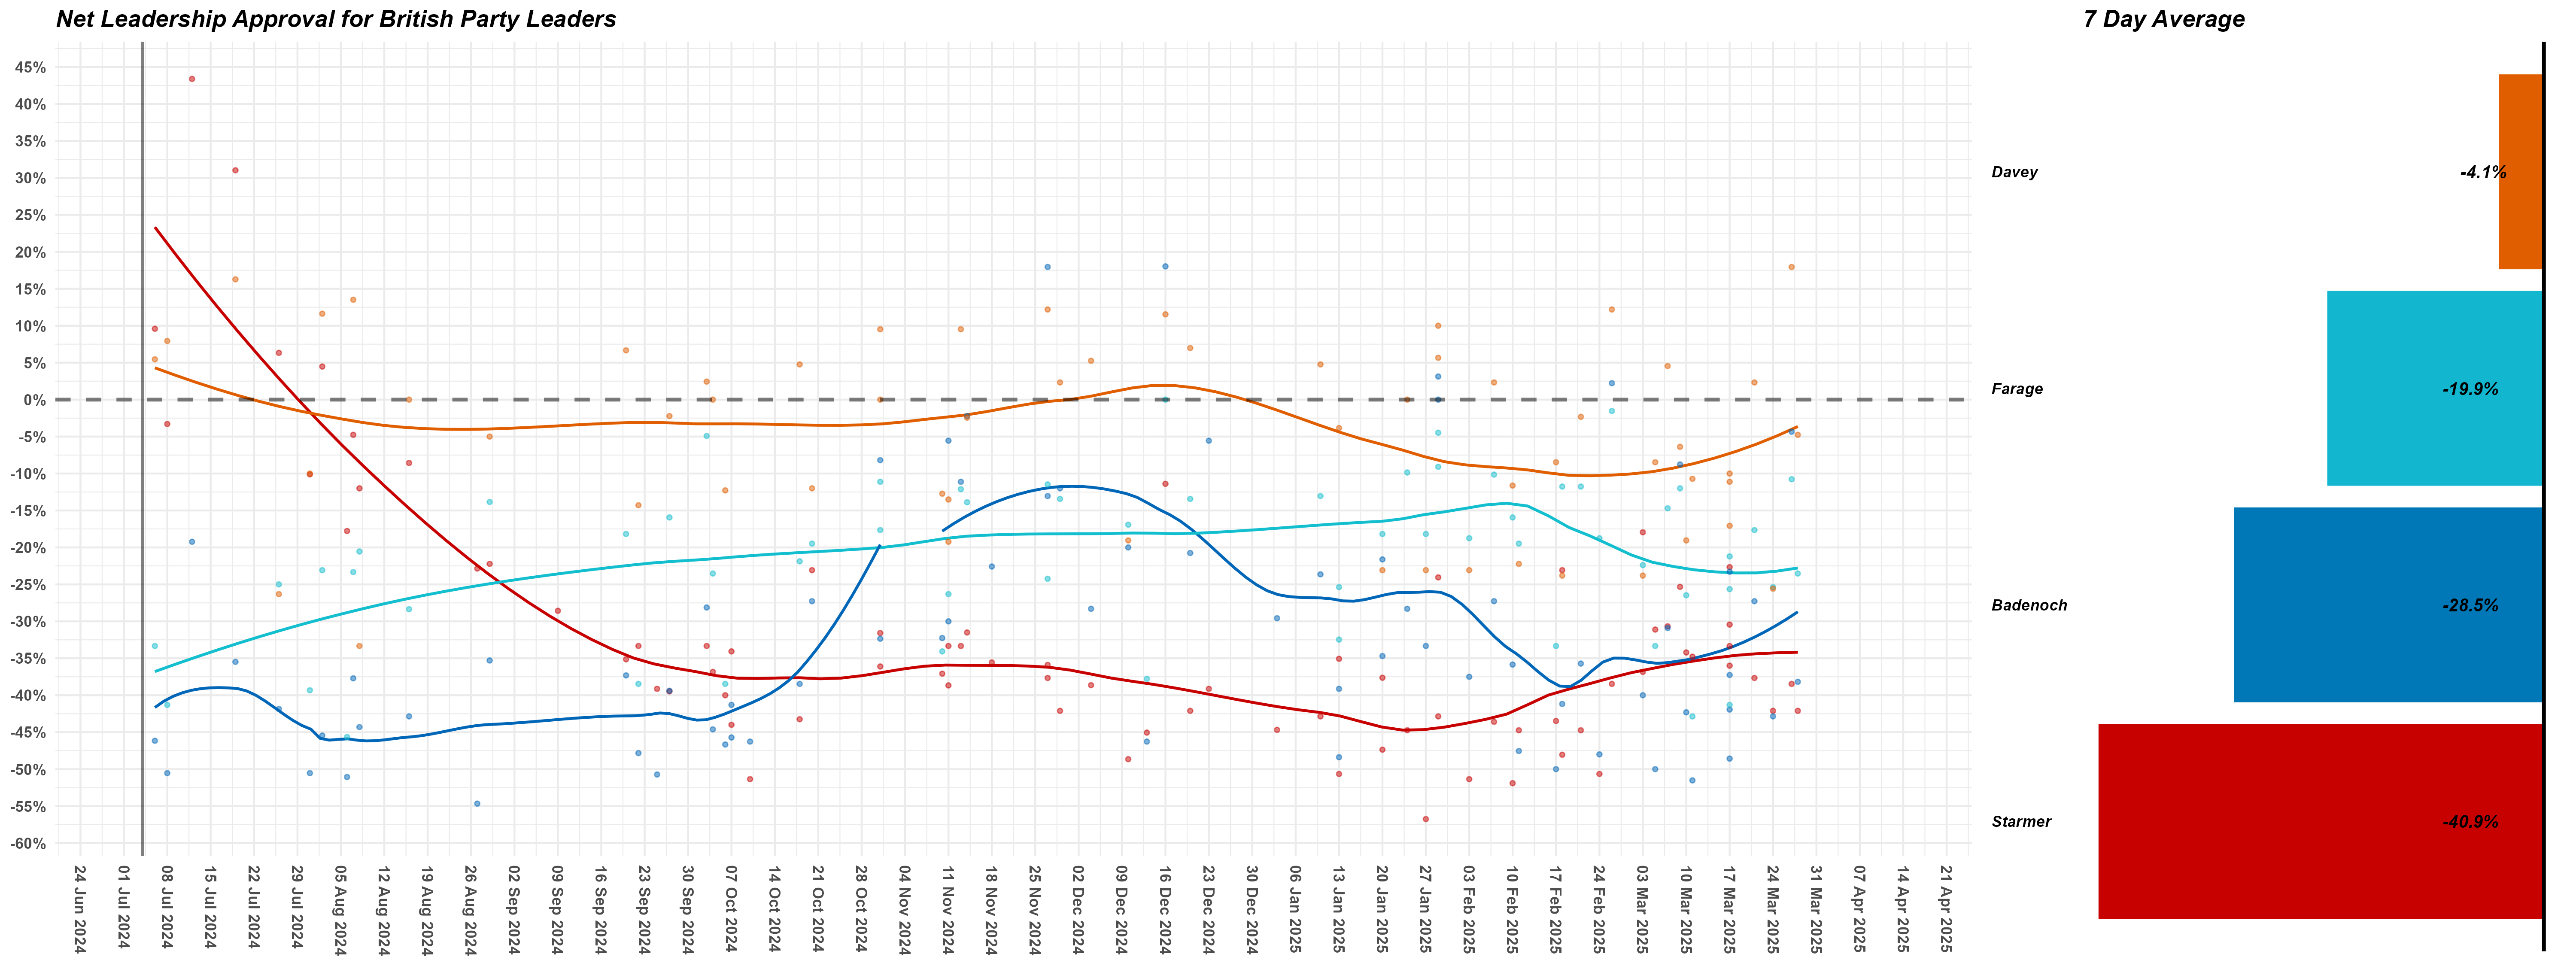 Net Leadership Approval for British Party Leaders
7 Day Average
45%
40%
35%
30%
25%
20%
15%
10%
5%
0%
-5%
-10%
-15%
-20%
-25%
-30%
-35%
-40%
-45%
-50%
-55%
-60%
24 Jun 2024
01 Jul 2024
08 Jul 2024
15 Jul 2024
22 Jul 2024
29 Jul 2024
05 Aug 2024
12 Aug 2024
19 Aug 2024
26 Aug 2024
02 Sep 2024
09 Sep 2024
16 Sep 2024
23 Sep 2024
30 Sep 2024
07 Oct 2024
14 Oct 2024
21 Oct 2024
28 Oct 2024
04 Nov 2024
11 Nov 2024
18 Nov 2024
25 Nov 2024
02 Dec 2024
09 Dec 2024
16 Dec 2024
23 Dec 2024
30 Dec 2024
06 Jan 2025
13 Jan 2025
20 Jan 2025
27 Jan 2025
03 Feb 2025
10 Feb 2025
17 Feb 2025
24 Feb 2025
03 Mar 2025
10 Mar 2025
17 Mar 2025
24 Mar 2025
31 Mar 2025
07 Apr 2025
14 Apr 2025
21 Apr 2025
Davey -4.1%
Farage -19.9%
Badenoch -28.5%
Starmer -40.9%